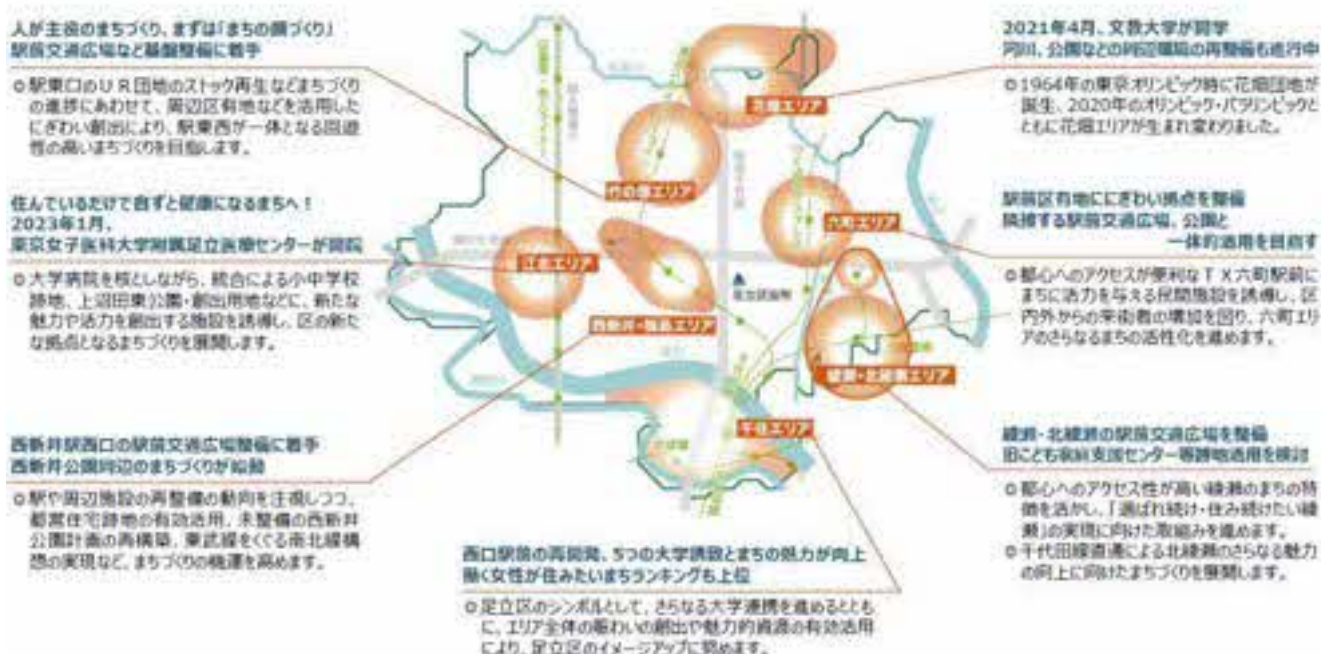 人が主役のまちづくり、まずは「まちの顔づくり」
駅前交通広場など基盤整備に着手
駅東口のUR団地のストック再生などまちづくり
の進捗にあわせて、周辺区有地などを活用した
にぎわい創出により、駅東西が一体となる回遊
性の高いまちづくりを目指します。
住んでいるだけで自ずと健康になるまちへ!
2023年1月、
東京女子医科大学附属足立医療センターが開院
大学病院を核としながら、統合による小中学校
跡地、上沼田東公園・創出用地などに、新たな
魅力や活力を創出する施設を誘導し、区の新た
な拠点となるまちづくりを展開します。
西新井駅西口の駅前交通広場整備に着手
西新井公園周辺のまちづくりが始動
駅や周辺施設の再整備の動向を注視しつつ、
都営住宅跡地の有効活用、未整備の西新井
公園計画の再構築、東武線をくぐる南北線構
想の実現など、まちづくりの機運を高めます。
花畑エリア
竹の塚エリア
六町エリア
江北エリア
西新井・梅島エリア
綾瀬・北綾瀬エリア
千住エリア
足立区役所
2021年4月、文教大学が開学
河川、公園などの周辺環境の再整備も進行中
1964年の東京オリンピック時に花畑団地が
誕生、2020年のオリンピック・パラリンピックと
ともに花畑エリアが生まれ変わりました。
駅前区有地ににぎわい拠点を整備
隣接する駅前交通広場、公園と
一体的活用を目指す
都心へのアクセスが便利なTX六町駅前に
まちに活力を与える民間施設を誘導し、区
内外からの来街者の増加を図り、六町エリ
アのさらなるまちの活性化を進めます。
綾瀬・北綾瀬の駅前交通広場を整備
旧こども家庭支援センター等跡地活用を検討
都心へのアクセス性が高い綾瀬のまちの特
徴を活かし、「選ばれ続け・住み続けたい綾
瀬」の実現に向けた取組みを進めます。
千代田線直通による北綾瀬のさらなる魅力
の向上に向けたまちづくりを展開します。
西口駅前の再開発、5つの大学誘致とまちの魅力が向上
働く女性が住みたいまちランキングも上位
足立区のシンボルとして、さらなる大学連携を進めるととも
に、エリア全体の賑わいの創出や魅力的資源の有効活用
により、足立区のイメージアップに努めます。